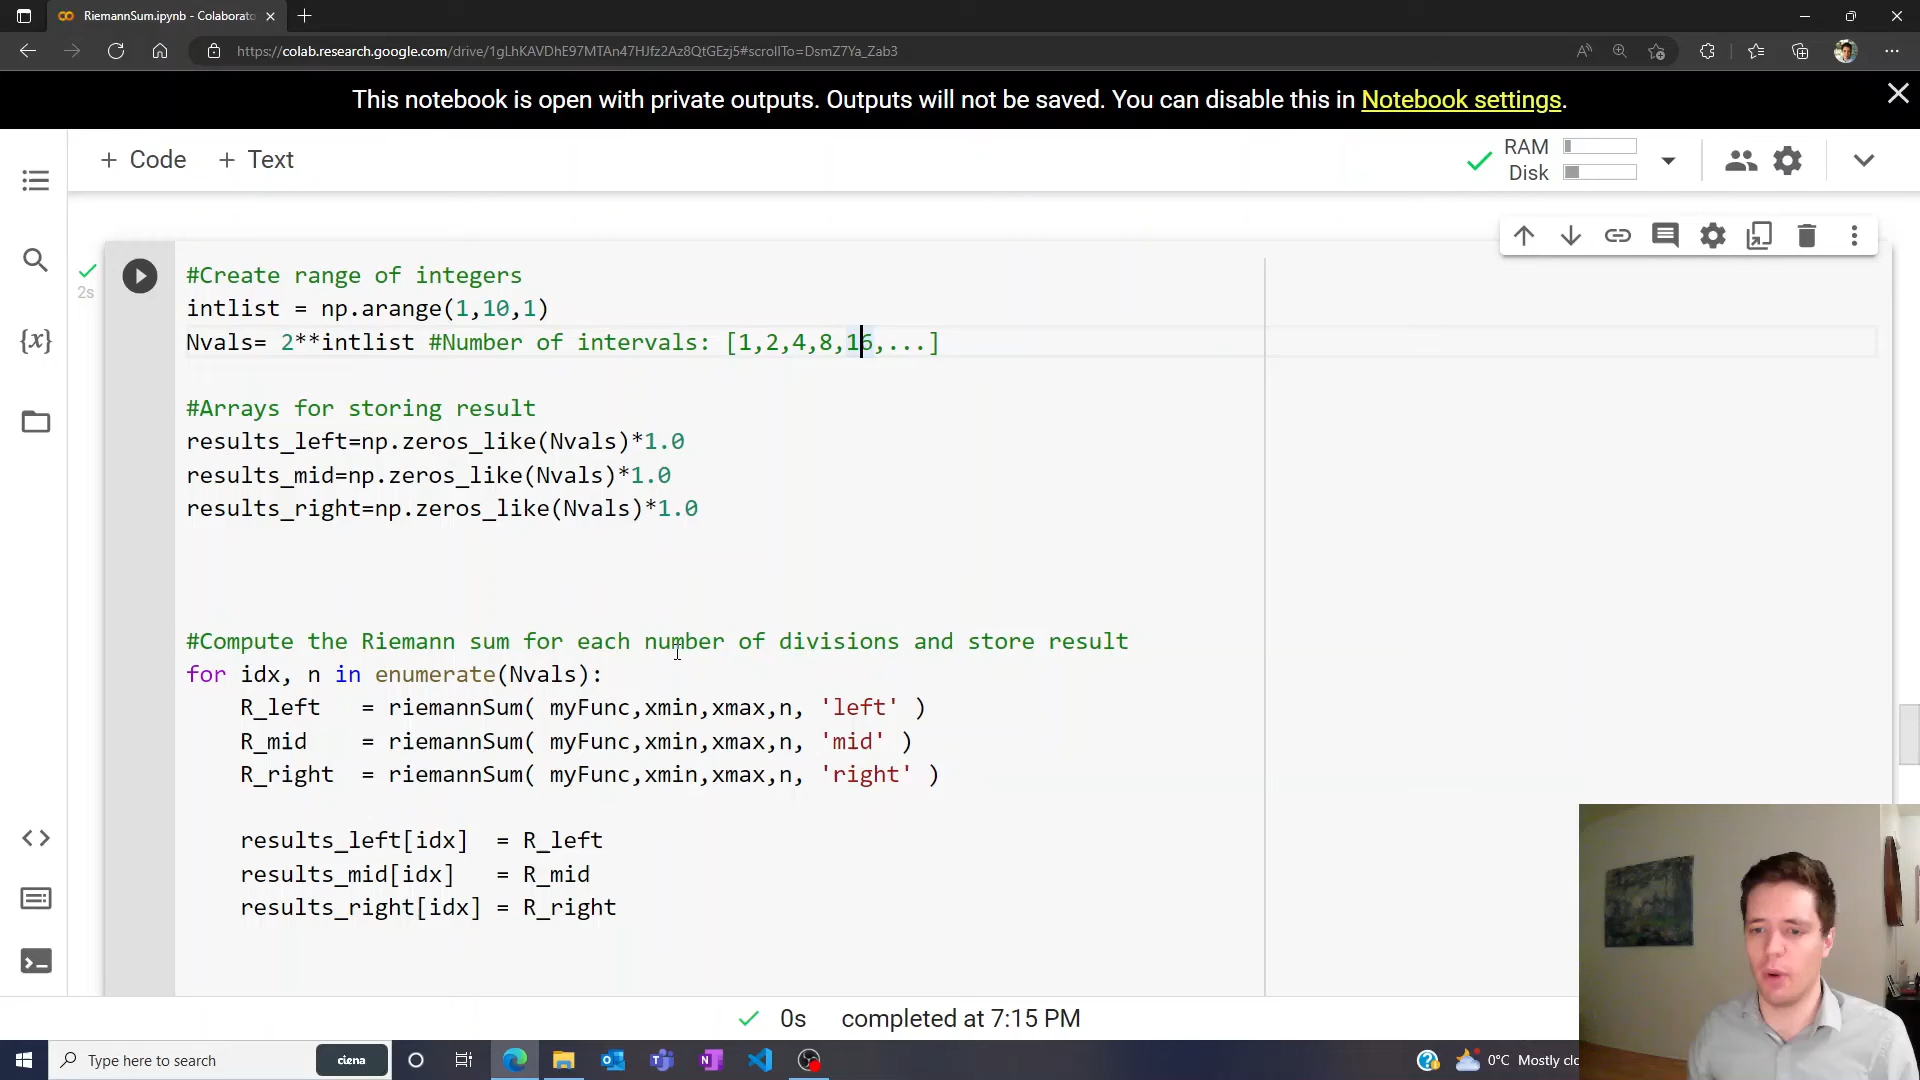 RiemannSum.ipynb - Colaborato
https://colab.research.google.com/drive/1gLhKAVDhE97MTAn47HJfz2Az8QtGEzj5#scrollTo=DsmZ7Ya_Zab3
This notebook is open with private outputs. Outputs will not be saved. You can disable this in Notebook settings.
+ Code + Text
RAM
Disk
2s
#Create range of integers
intlist = np.arange(1,10,1)
Nvals= 2**intlist #Number of intervals: [1,2,4,8,16,...]
#Arrays for storing result
results_left=np.zeros_like(Nvals)*1.0
results_mid=np.zeros_like(Nvals)*1.0
results_right=np.zeros_like(Nvals)*1.0
#Compute the Riemann sum for each number of divisions and store result
for idx, n in enumerate(Nvals):
    R_left   = riemannSum( myFunc,xmin,xmax,n, 'left' )
    R_mid    = riemannSum( myFunc,xmin,xmax,n, 'mid' )
    R_right  = riemannSum( myFunc,xmin,xmax,n, 'right' )
    results_left[idx]  = R_left
    results_mid[idx]   = R_mid
    results_right[idx] = R_right
0s completed at 7:15 PM
Type here to search
ciena
0°C Mostly clo